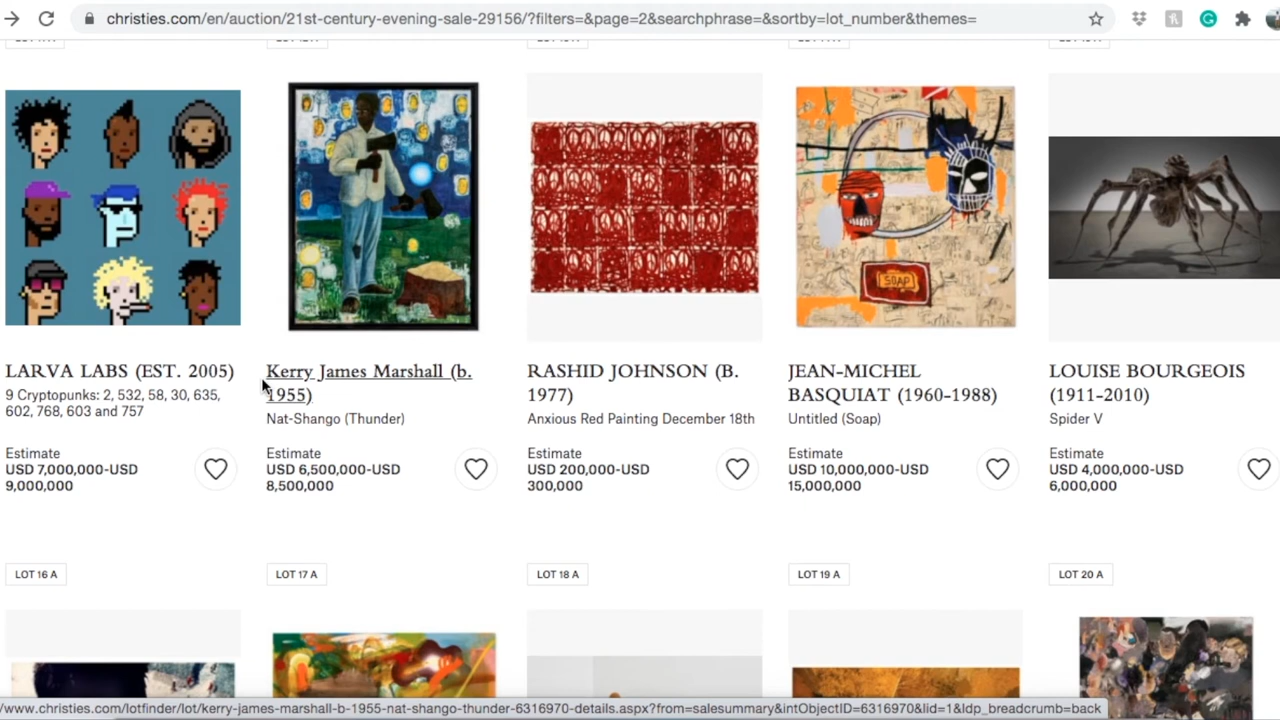 christies.com/en/auction/21st-century-evening-sale-29156/?filters=&page=2&searchphrase=&sortby=lot_number&themes=
SOAP
LARVA LABS (EST. 2005)
9 Cryptopunks: 2, 532, 58, 30, 635,
602, 768, 603 and 757
Estimate
USD 7,000,000-USD
9,000,000
Kerry James Marshall (b.
1955)
Nat-Shango (Thunder)
Estimate
USD 6,500,000-USD
8,500,000
RASHID JOHNSON (B.
1977)
Anxious Red Painting December 18th
Estimate
USD 200,000-USD
300,000
JEAN-MICHEL
BASQUIAT (1960-1988)
Untitled (Soap)
Estimate
USD 10,000,000-USD
15,000,000
LOUISE BOURGEOIS
(1911-2010)
Spider V
Estimate
USD 4,000,000-USD
6,000,000
LOT 16 A
LOT 17 A
LOT 18 A
LOT 19 A
LOT 20 A
/www.christies.com/lotfinder/lot/kerry-james-marshall-b-1955-nat-shango-thunder-6316970-details.aspx?from=salesummary&intObjectID=6316970&lid=1&ldp_breadcrumb=back